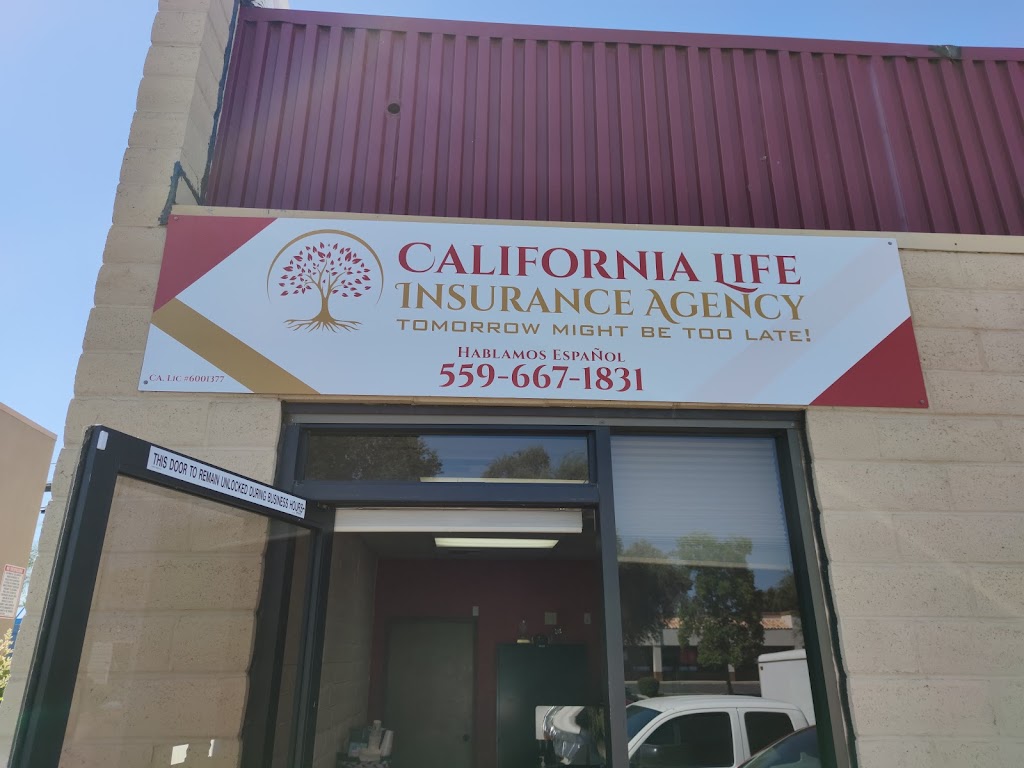 California Life
Insurance Agency
TOMORROW MIGHT BE TOO LATE!
Hablamos Español
559-667-1831
CA. Lic #6001377
THIS DOOR TO REMAIN UNLOCKED DURING BUSINESS HOURS